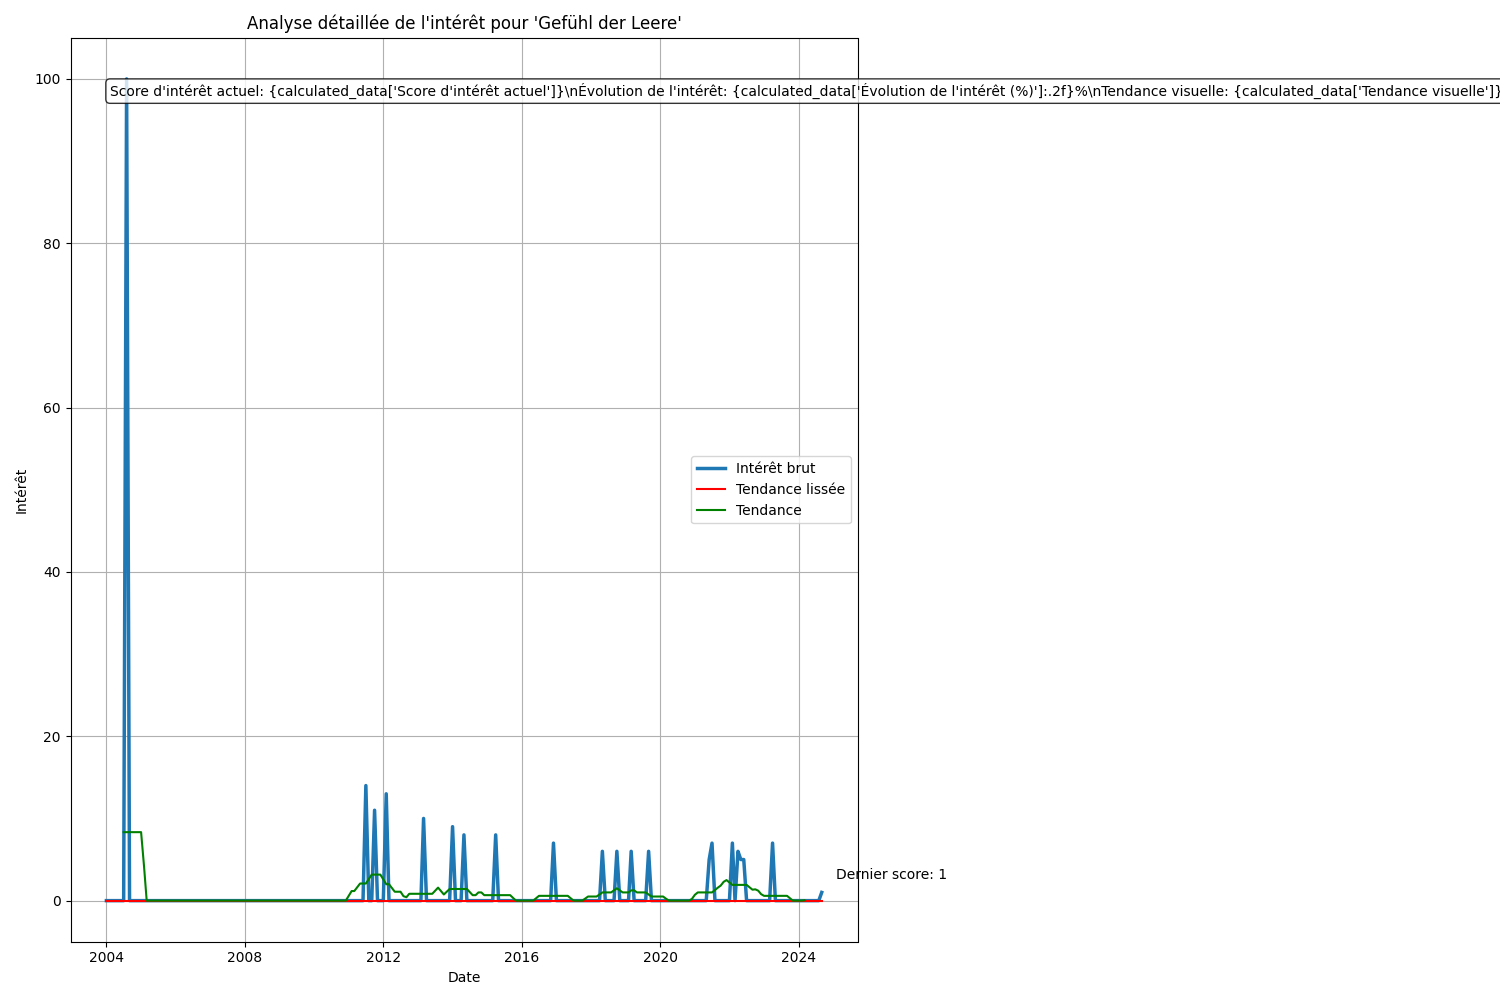 Analyse détaillée de l'intérêt pour 'Gefühl der Leere'
Score d'intérêt actuel: {calculated_data['Score d'intérêt actuel']}\nÉvolution de l'intérêt: {calculated_data['Évolution de l'intérêt (%)']:.2f}%\nTendance visuelle: {calculated_data['Tendance visuelle']}
100
80
60
40
20
0
Intérêt
Intérêt brut
Tendance lissée
Tendance
Dernier score: 1
2004
2008
2012
2016
2020
2024
Date